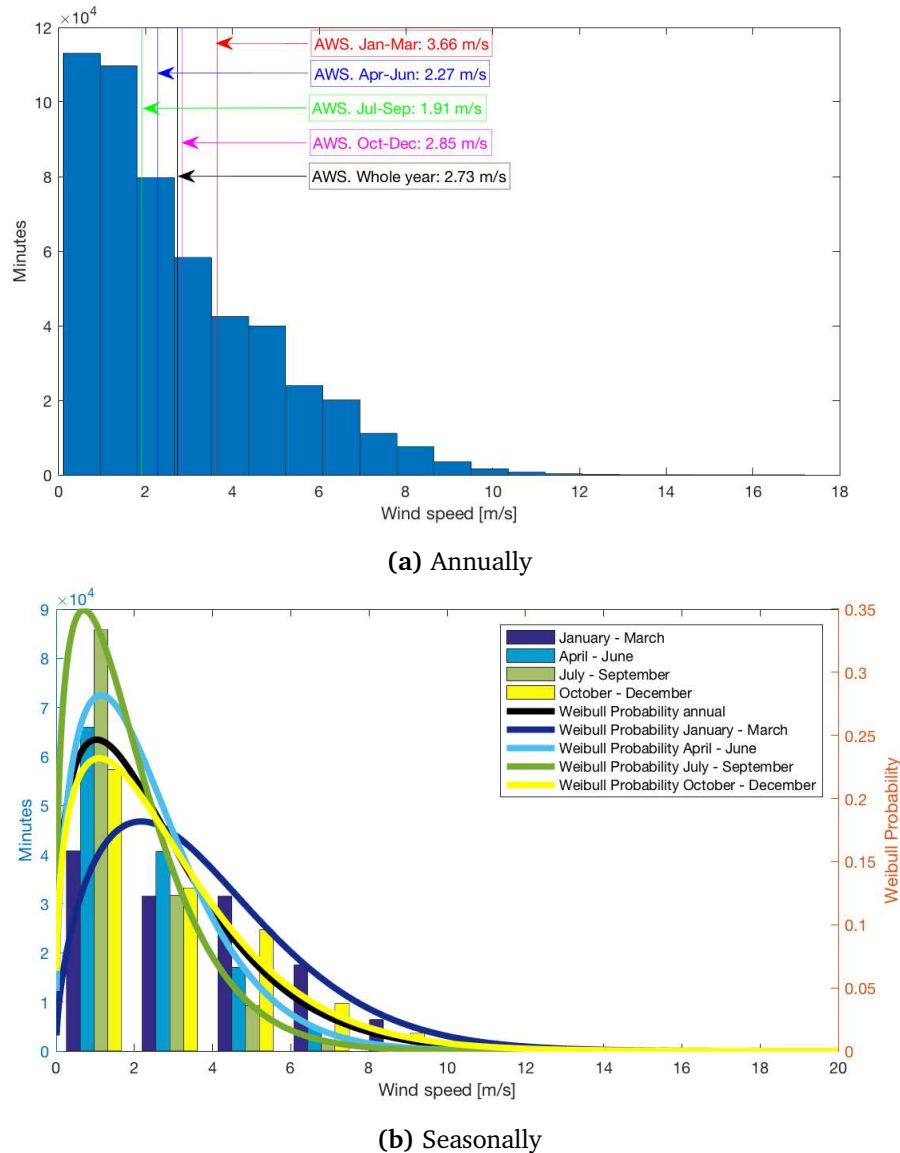 ×10⁴
12
10
8
6
4
2
0
Minutes
AWS. Jan-Mar: 3.66 m/s
AWS. Apr-Jun: 2.27 m/s
AWS. Jul-Sep: 1.91 m/s
AWS. Oct-Dec: 2.85 m/s
AWS. Whole year: 2.73 m/s
0 2 4 6 8 10 12 14 16 18
Wind speed [m/s]
(a) Annually
×10⁴
9
8
7
6
5
4
3
2
1
0
Minutes
January - March
April - June
July - September
October - December
Weibull Probability annual
Weibull Probability January - March
Weibull Probability April - June
Weibull Probability July - September
Weibull Probability October - December
0.35
0.3
0.25
0.2
0.15
0.1
0.05
0
Weibull Probability
0 2 4 6 8 10 12 14 16 18 20
Wind speed [m/s]
(b) Seasonally